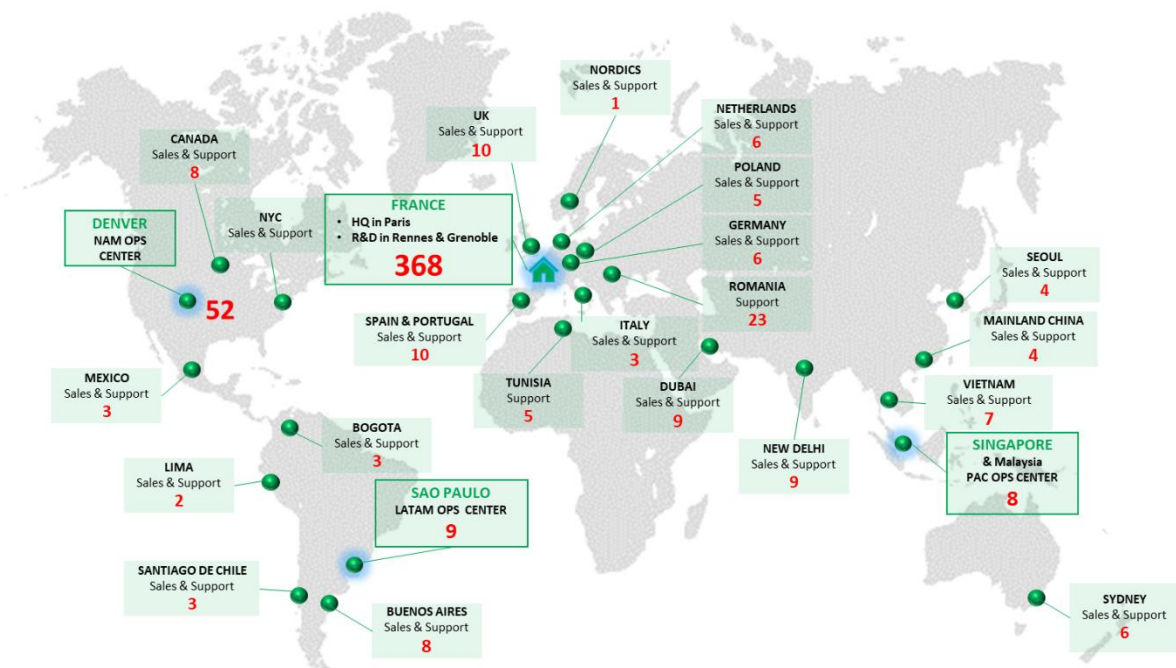 NORDICS
Sales & Support
1
UK
Sales & Support
10
NETHERLANDS
Sales & Support
6
CANADA
Sales & Support
8
POLAND
Sales & Support
5
DENVER
NAM OPS
CENTER
NYC
Sales & Support
52
FRANCE
• HQ in Paris
• R&D in Rennes & Grenoble
368
GERMANY
Sales & Support
6
ROMANIA
Support
23
SEOUL
Sales & Support
4
SPAIN & PORTUGAL
Sales & Support
10
ITALY
Sales & Support
3
MAINLAND CHINA
Sales & Support
4
MEXICO
Sales & Support
3
TUNISIA
Support
5
DUBAI
Sales & Support
9
VIETNAM
Sales & Support
7
BOGOTA
Sales & Support
3
NEW DELHI
Sales & Support
9
SINGAPORE
& Malaysia
PAC OPS CENTER
8
LIMA
Sales & Support
2
SAO PAULO
LATAM OPS CENTER
9
SANTIAGO DE CHILE
Sales & Support
3
BUENOS AIRES
Sales & Support
8
SYDNEY
Sales & Support
6